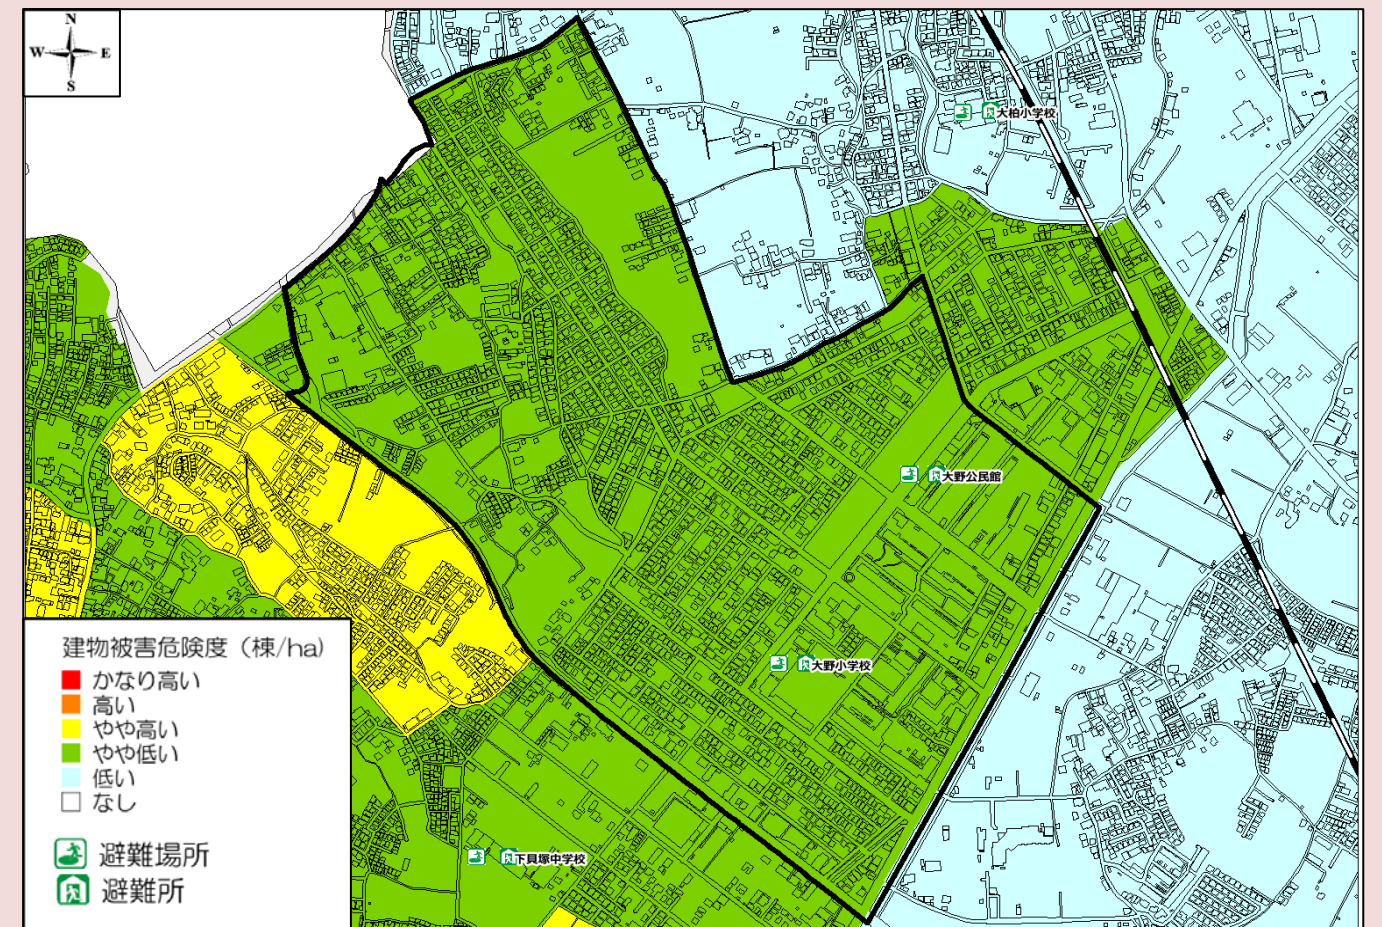 N
W E
S
大柏小学校
大野公民館
大野小学校
下貝塚中学校
建物被害危険度（棟/ha）
かなり高い
高い
やや高い
やや低い
低い
なし
避難場所
避難所